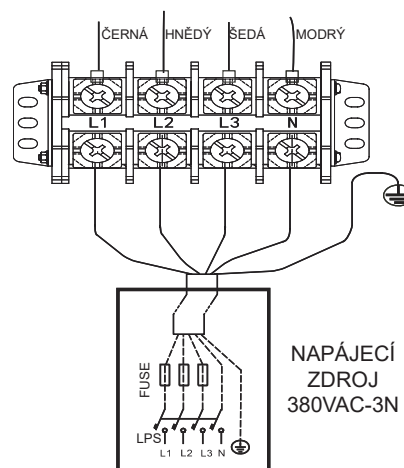 ČERNÁ HNĚDÝ ŠEDÁ MODRÝ
L1 L2 L3 N
FUSE
LPS
L1 L2 L3 N
NAPÁJECÍ
ZDROJ
380VAC-3N